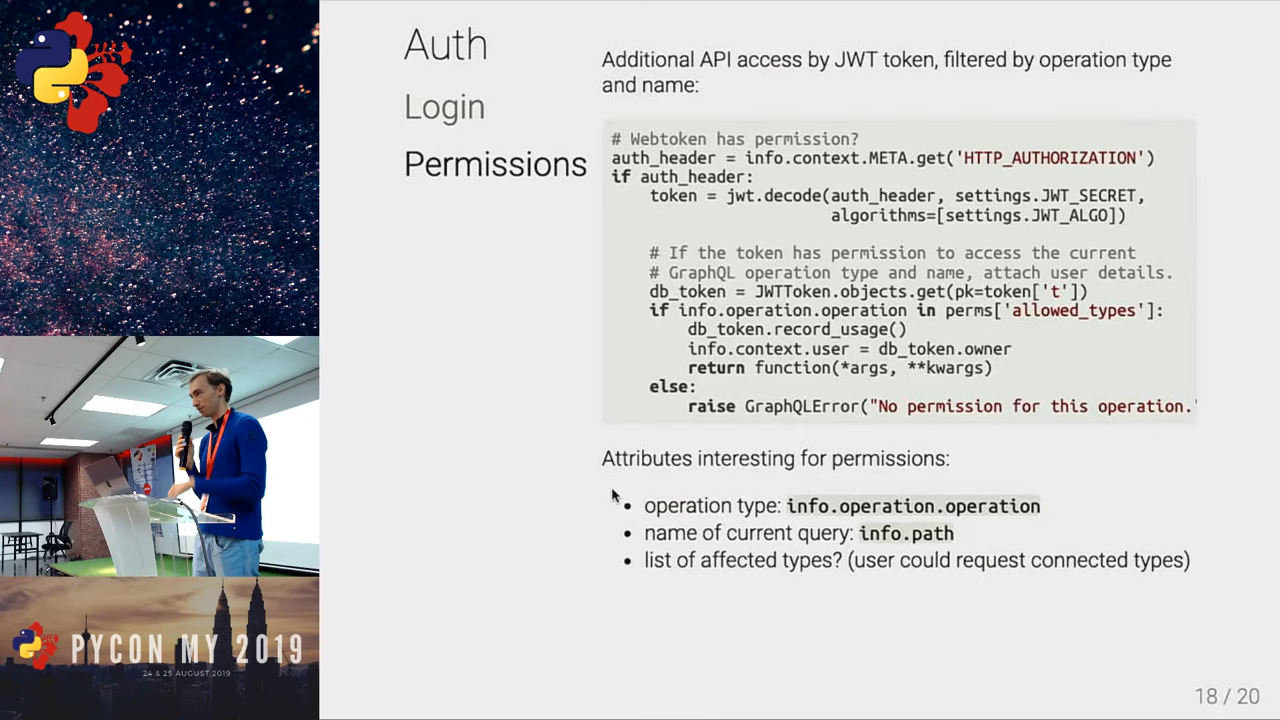 Auth
Login
Permissions
Additional API access by JWT token, filtered by operation type
and name:
# Webtoken has permission?
auth_header = info.context.META.get('HTTP_AUTHORIZATION')
if auth_header:
    token = jwt.decode(auth_header, settings.JWT_SECRET,
                       algorithms=[settings.JWT_ALGO])
    # If the token has permission to access the current
    # GraphQL operation type and name, attach user details.
    db_token = JWTToken.objects.get(pk=token['t'])
    if info.operation.operation in perms['allowed_types']:
        db_token.record_usage()
        info.context.user = db_token.owner
        return function(*args, **kwargs)
    else:
        raise GraphQLError("No permission for this operation.'
Attributes interesting for permissions:
• operation type: info.operation.operation
• name of current query: info.path
• list of affected types? (user could request connected types)
18 / 20
PYCON MY 2019
24 & 25 AUGUST 2019